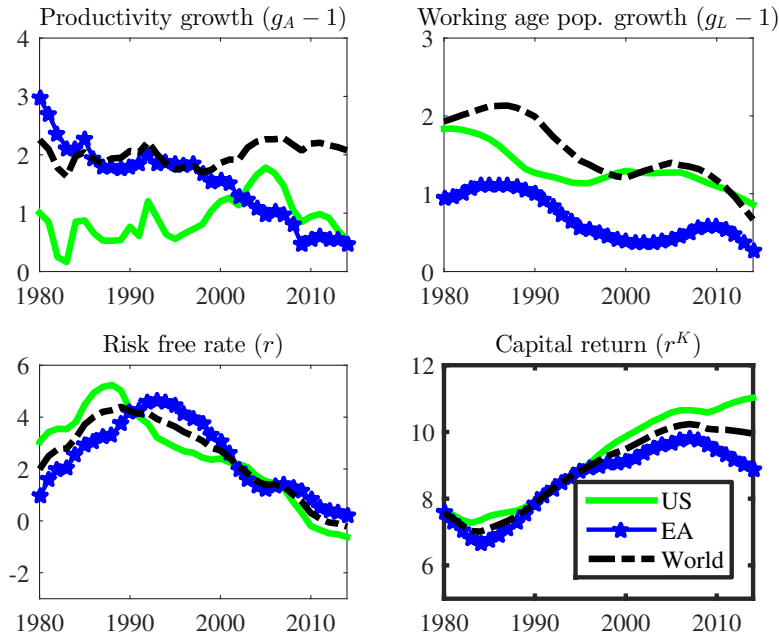 Productivity growth (g_A − 1)
3
2
1
0
1980 1990 2000 2010
Working age pop. growth (g_L − 1)
3
2
1
0
1980 1990 2000 2010
Risk free rate (r)
6
4
2
0
-2
1980 1990 2000 2010
Capital return (r^K)
12
10
8
6
1980 1990 2000 2010
US
EA
World